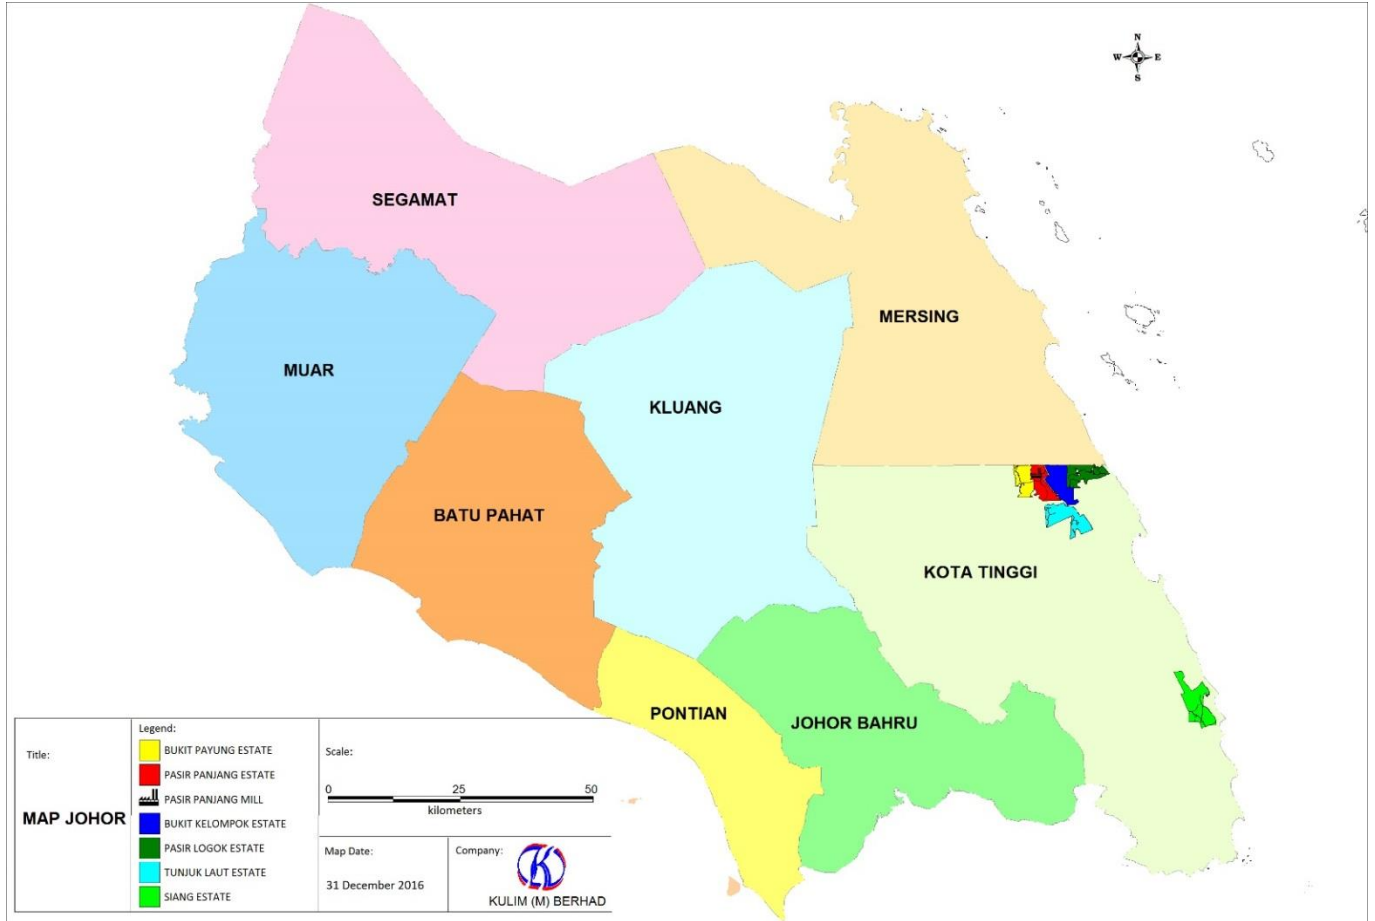 N
W E
S
SEGAMAT
MERSING
MUAR
KLUANG
BATU PAHAT
KOTA TINGGI
PONTIAN
JOHOR BAHRU
Title:
MAP JOHOR
Legend:
BUKIT PAYUNG ESTATE
PASIR PANJANG ESTATE
PASIR PANJANG MILL
BUKIT KELOMPOK ESTATE
PASIR LOGOK ESTATE
TUNJUK LAUT ESTATE
SIANG ESTATE
Scale:
0 25 50
kilometers
Map Date:
31 December 2016
Company:
K
KULIM (M) BERHAD